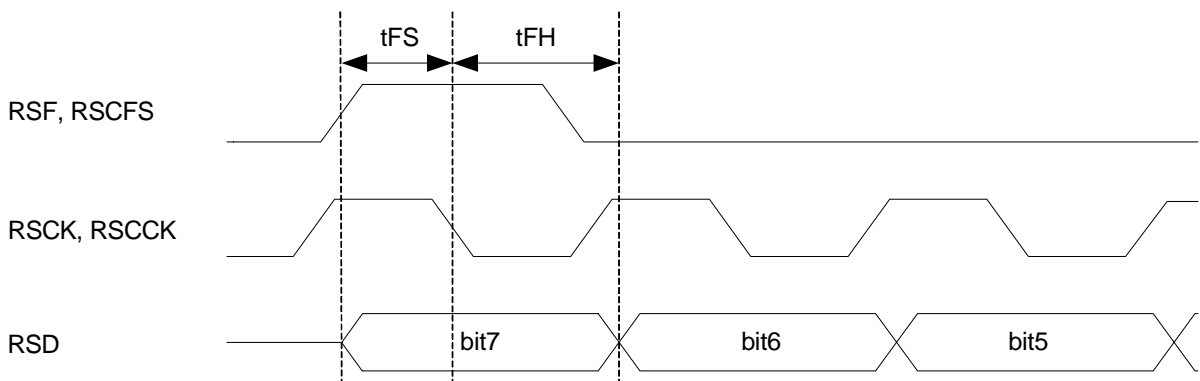 tFS tFH
RSF, RSCFS
RSCK, RSCCK
RSD bit7 bit6 bit5